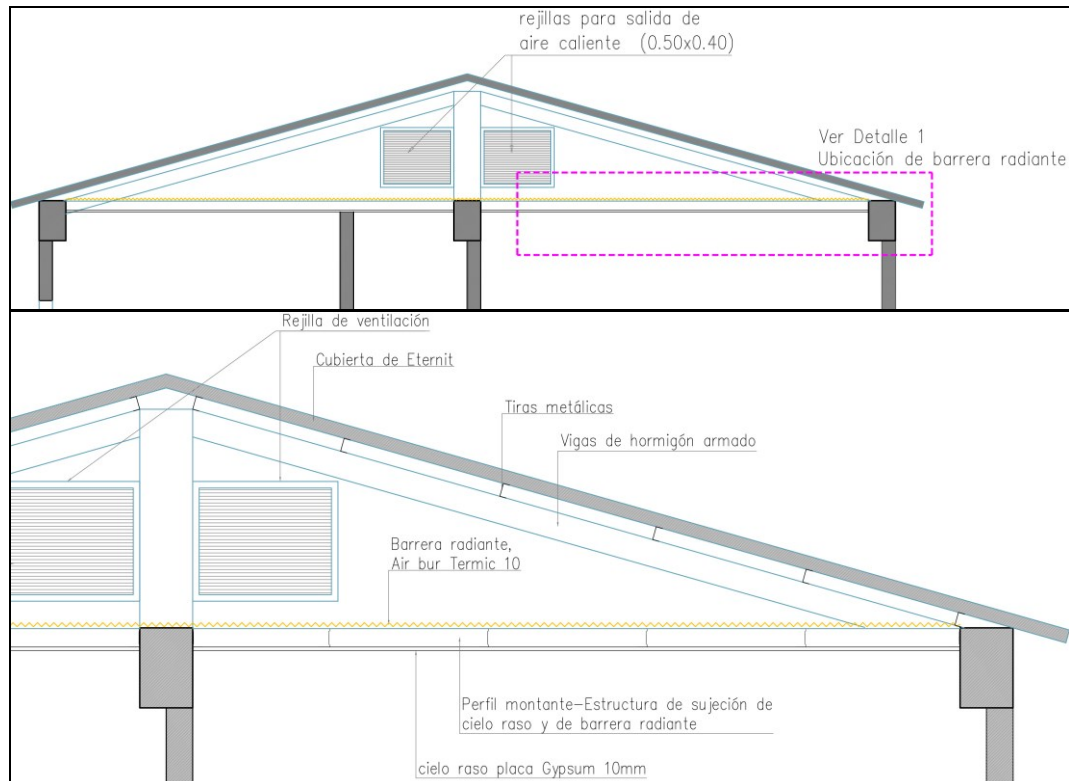 rejillas para salida de
aire caliente (0.50x0.40)
Ver Detalle 1
Ubicación de barrera radiante
Rejilla de ventilación
Cubierta de Eternit
Tiras metálicas
Vigas de hormigón armado
Barrera radiante,
Air bur Termic 10
Perfil montante-Estructura de sujeción de
cielo raso y de barrera radiante
cielo raso placa Gypsum 10mm